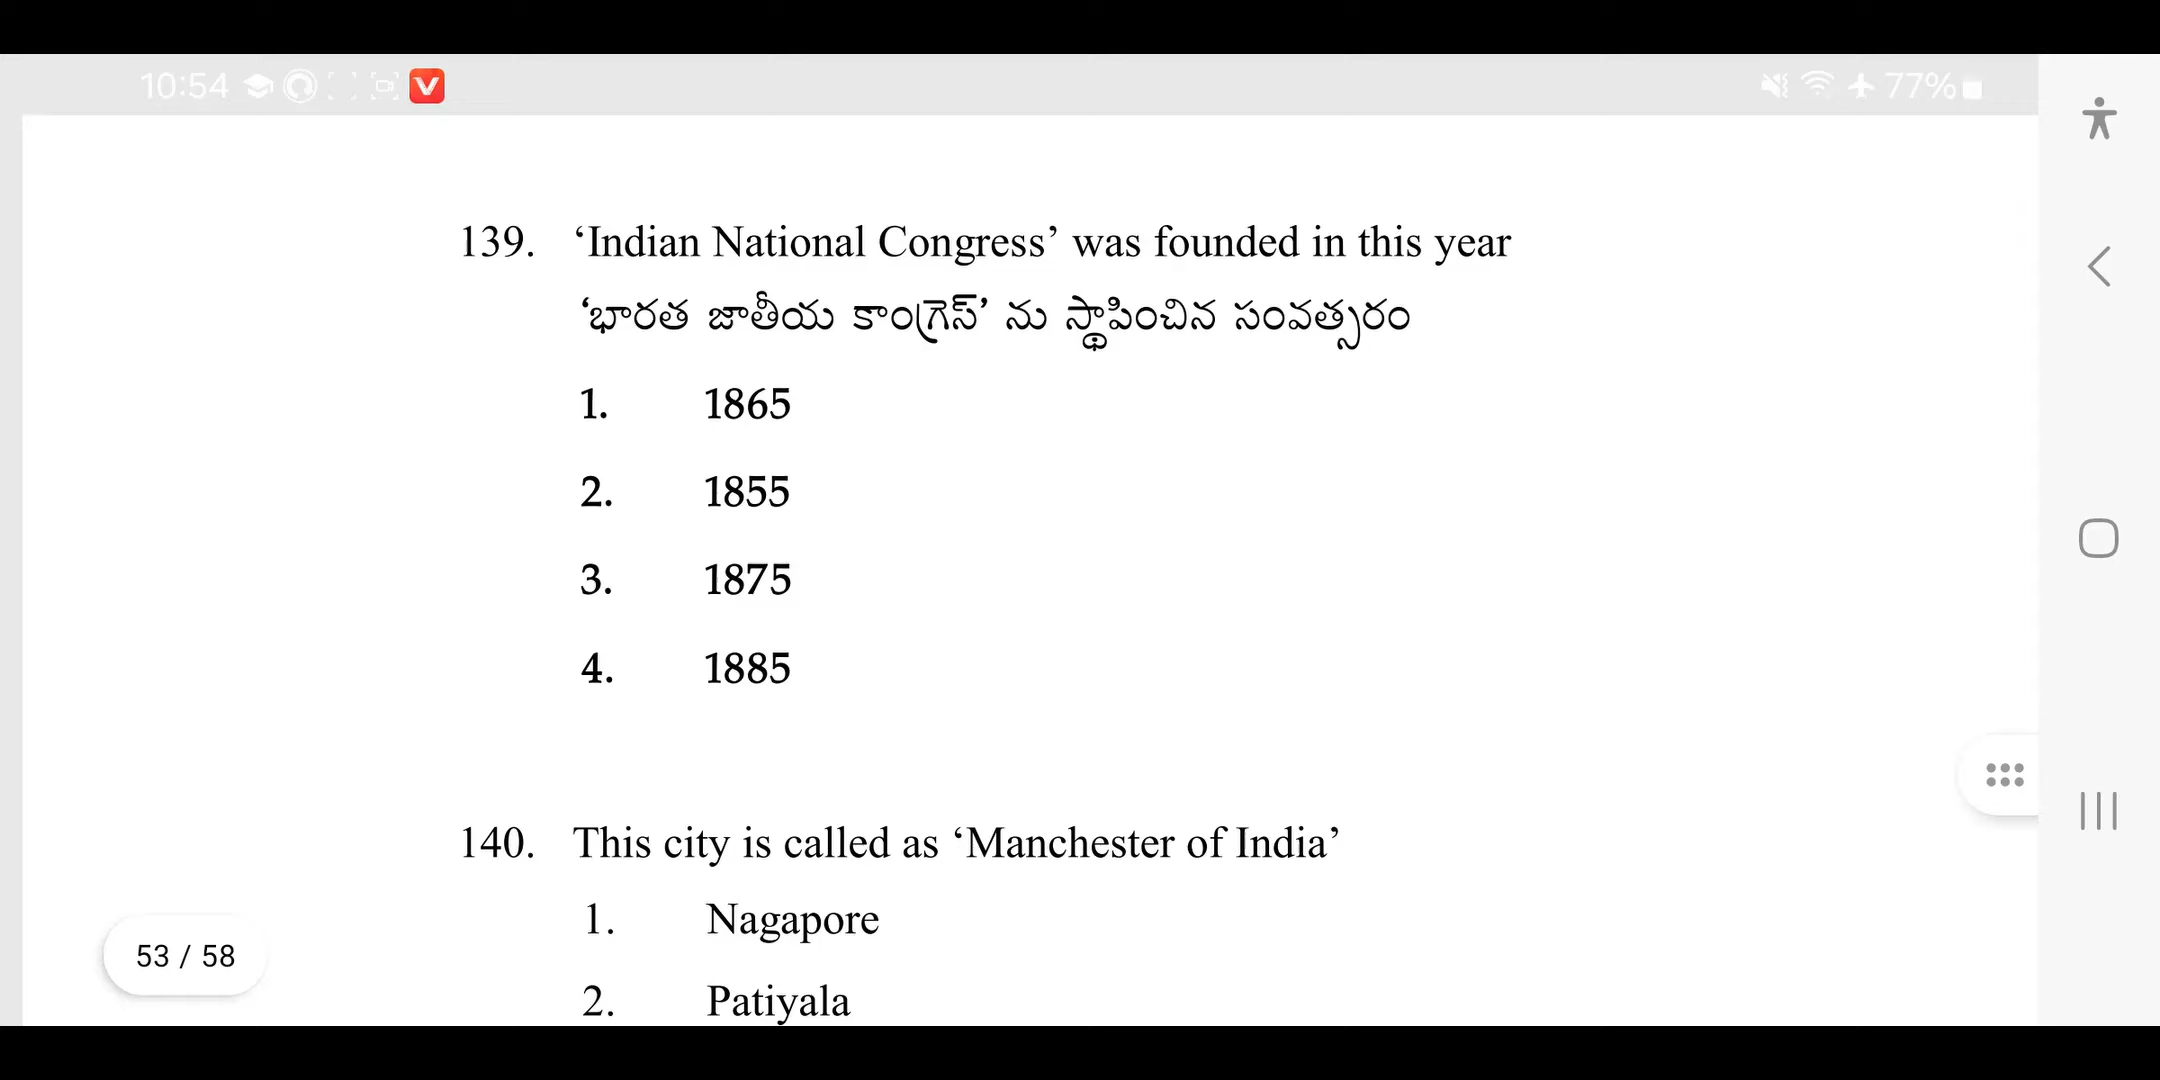 10:54
77%
139. ‘Indian National Congress’ was founded in this year
‘భారత జాతీయ కాంగ్రెస్’ ను స్థాపించిన సంవత్సరం
1. 1865
2. 1855
3. 1875
4. 1885
140. This city is called as ‘Manchester of India’
1. Nagapore
53 / 58
2. Patiyala